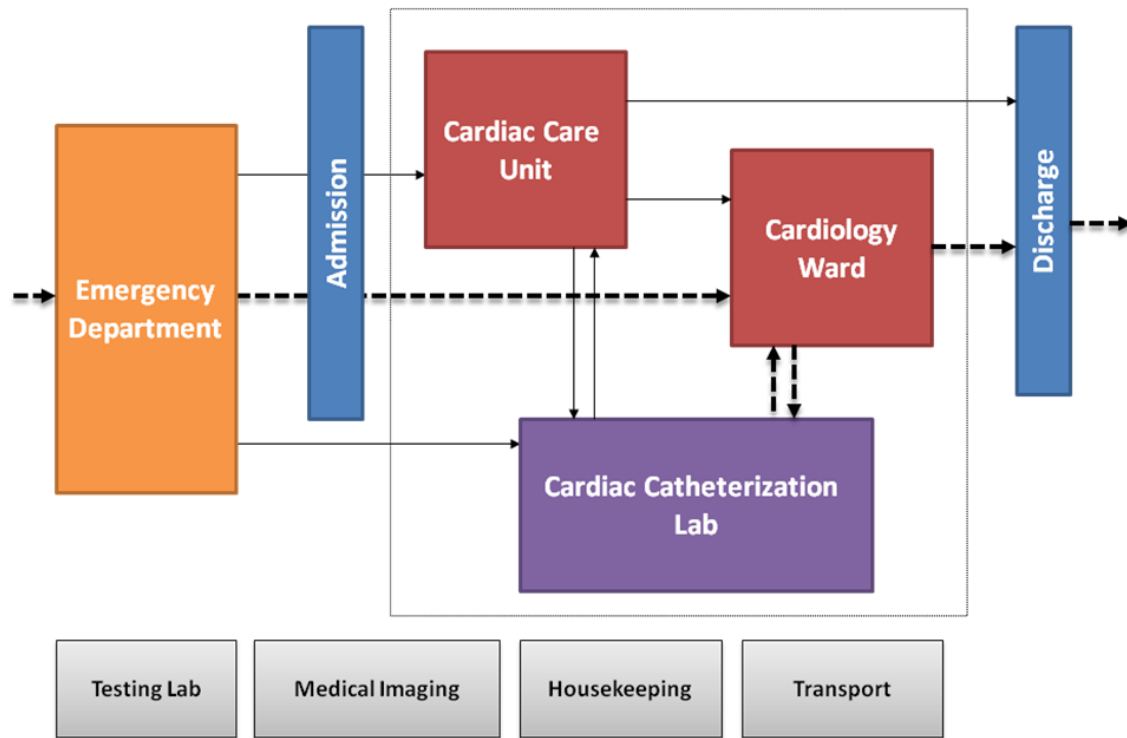 Emergency
Department
Admission
Cardiac Care
Unit
Cardiology
Ward
Cardiac Catheterization
Lab
Discharge
Testing Lab
Medical Imaging
Housekeeping
Transport